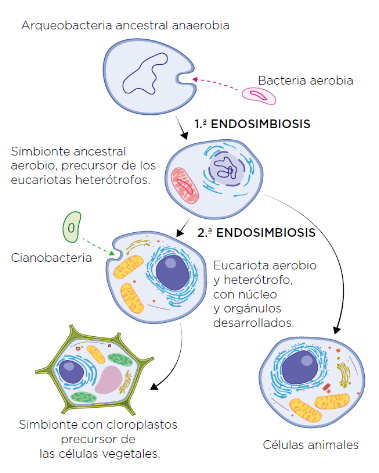 Arqueobacteria ancestral anaerobia
Bacteria aerobia
1.ª ENDOSIMBIOSIS
Simbionte ancestral
aerobio, precursor de los
eucariotas heterótrofos.
2.ª ENDOSIMBIOSIS
Cianobacteria
Eucariota aerobio
y heterótrofo,
con núcleo
y orgánulos
desarrollados.
Simbionte con cloroplastos
precursor de
las células vegetales.
Células animales